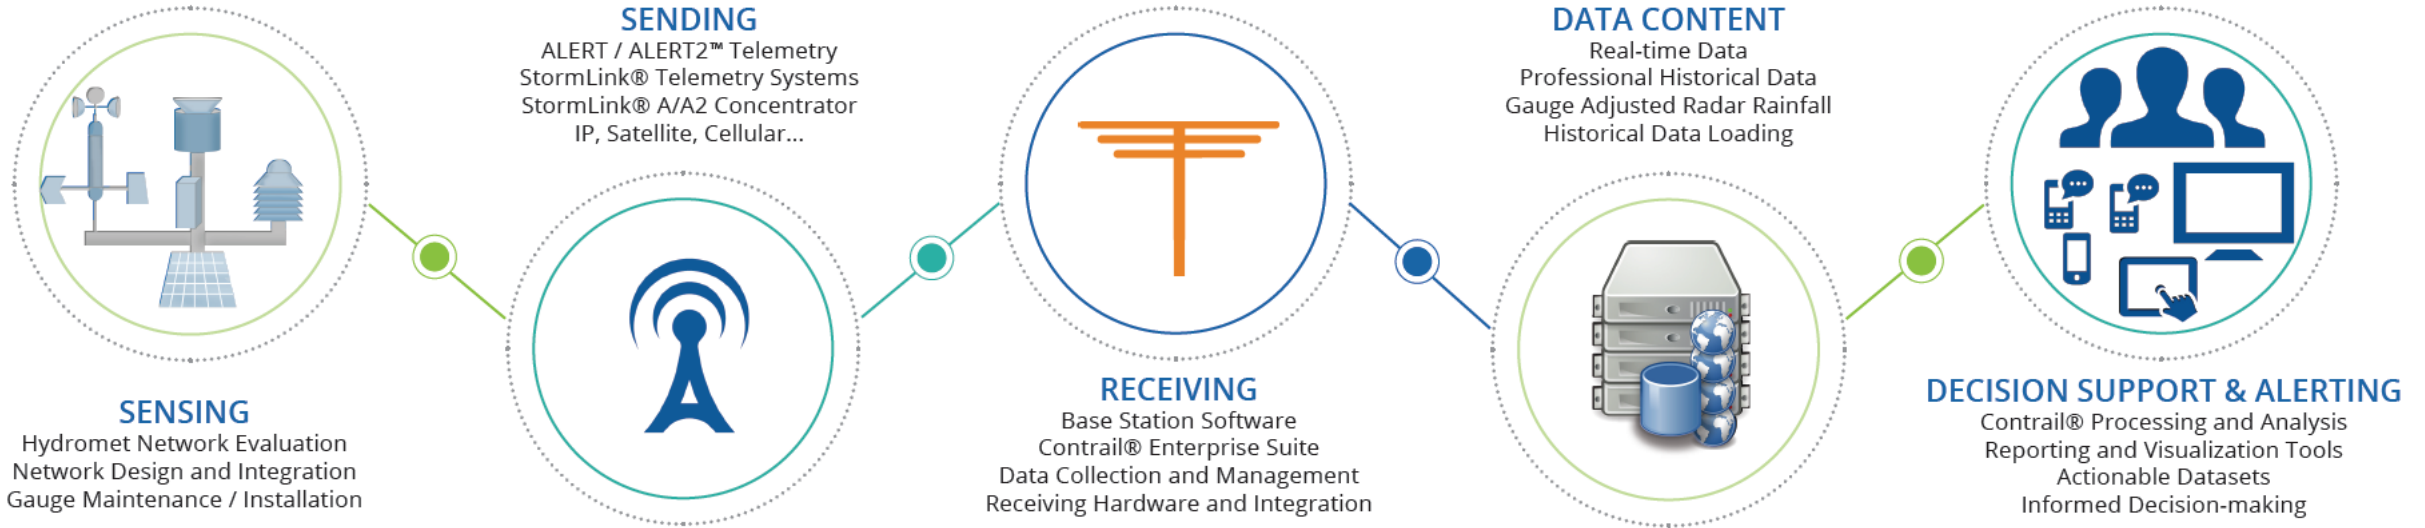 SENSING
Hydromet Network Evaluation
Network Design and Integration
Gauge Maintenance / Installation
SENDING
ALERT / ALERT2™ Telemetry
StormLink® Telemetry Systems
StormLink® A/A2 Concentrator
IP, Satellite, Cellular...
RECEIVING
Base Station Software
Contrail® Enterprise Suite
Data Collection and Management
Receiving Hardware and Integration
DATA CONTENT
Real-time Data
Professional Historical Data
Gauge Adjusted Radar Rainfall
Historical Data Loading
DECISION SUPPORT & ALERTING
Contrail® Processing and Analysis
Reporting and Visualization Tools
Actionable Datasets
Informed Decision-making